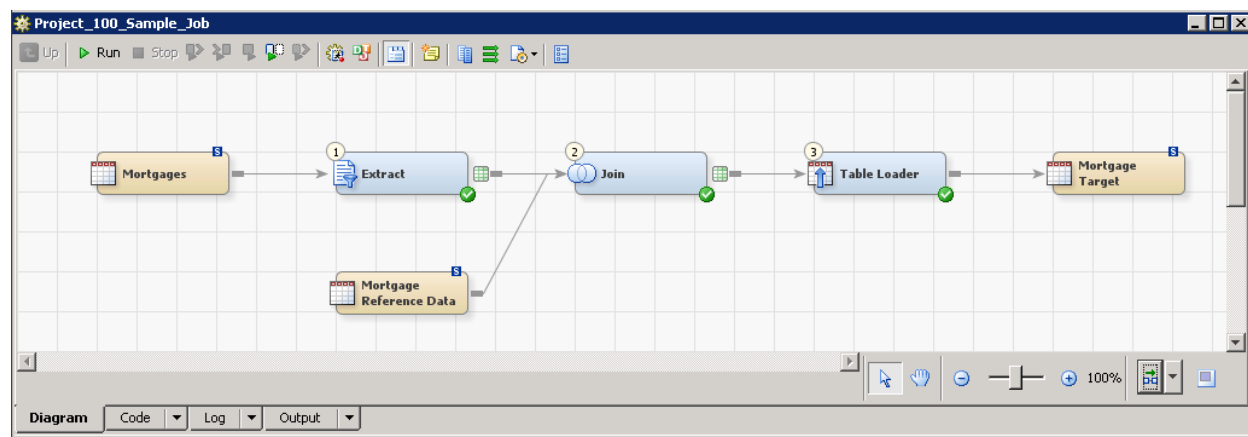 Project_100_Sample_Job
Up Run Stop
1
2
3
S
S
Mortgages
Extract
Join
Table Loader
Mortgage
Target
S
Mortgage
Reference Data
100%
Diagram Code Log Output